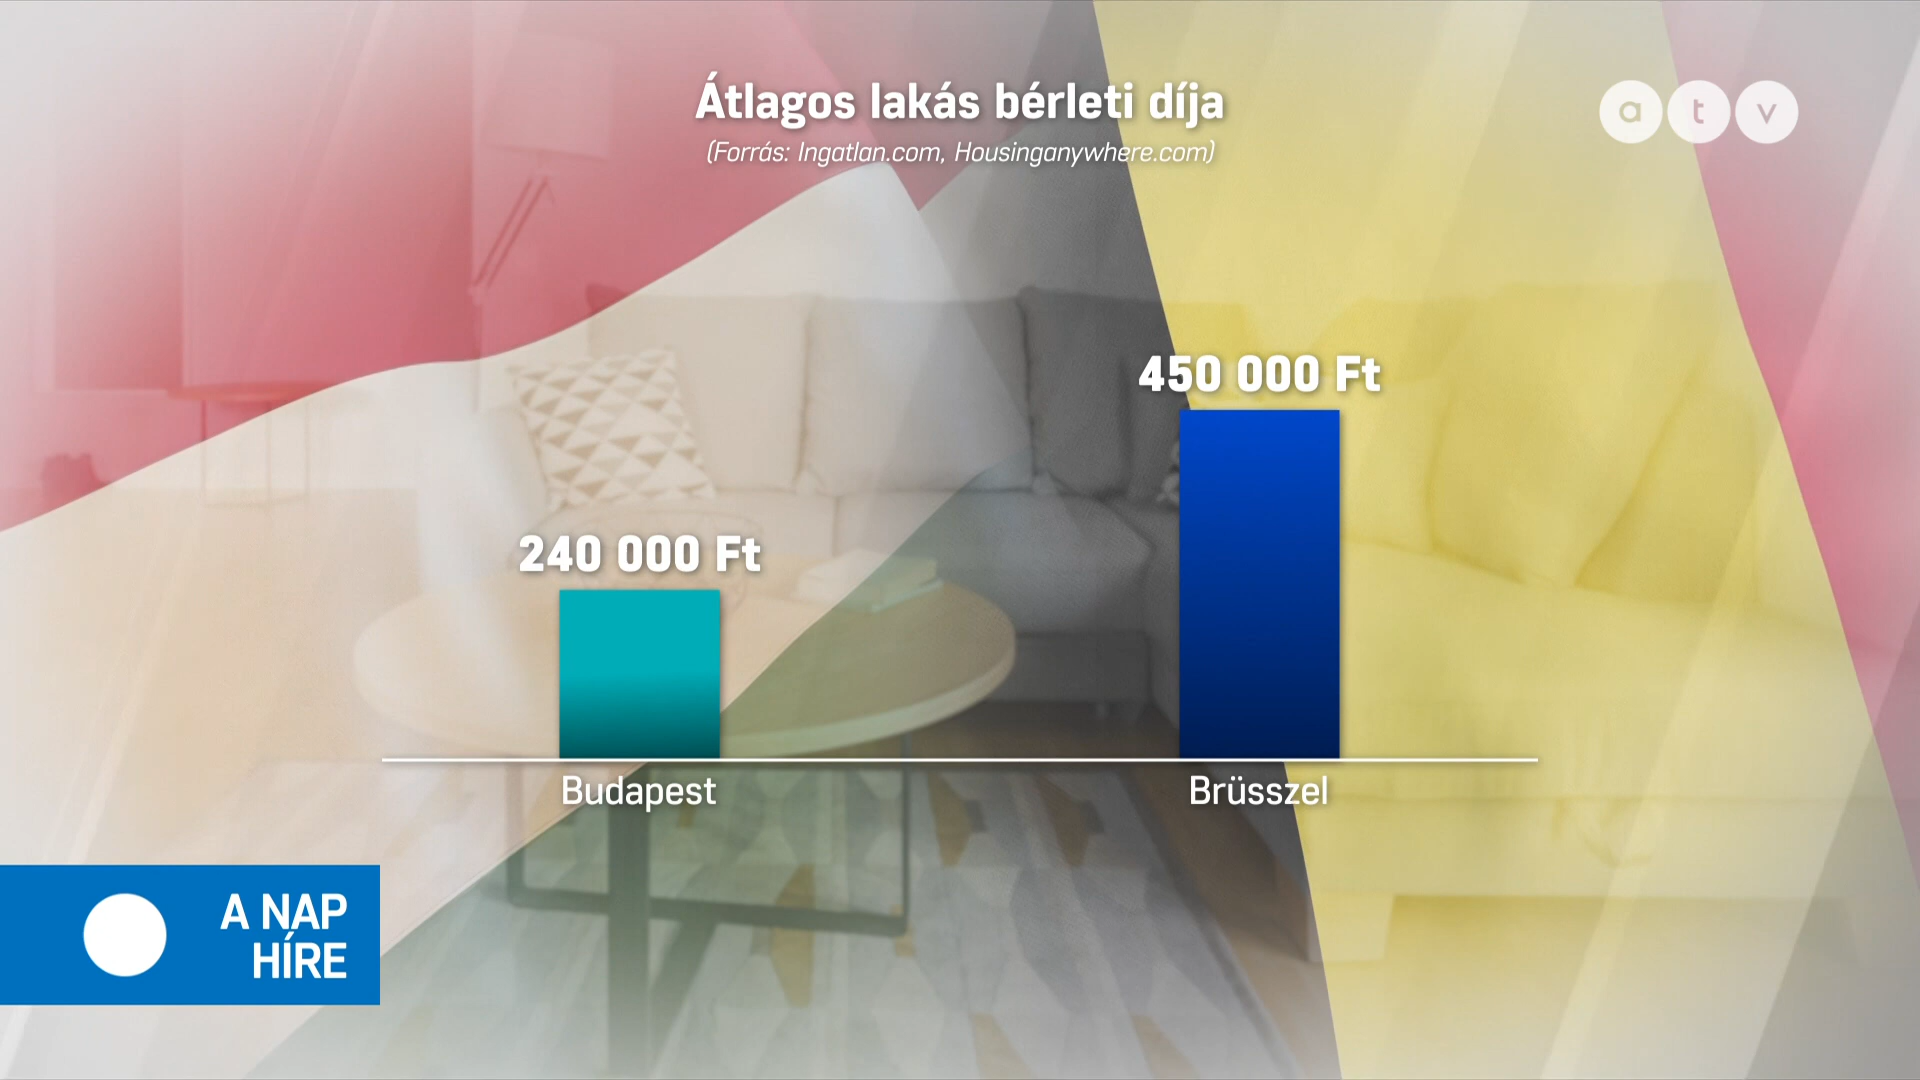 Átlagos lakás bérleti díja
(Forrás: Ingatlan.com, Housinganywhere.com)
atv
450 000 Ft
240 000 Ft
Budapest
Brüsszel
A NAP
HÍRE